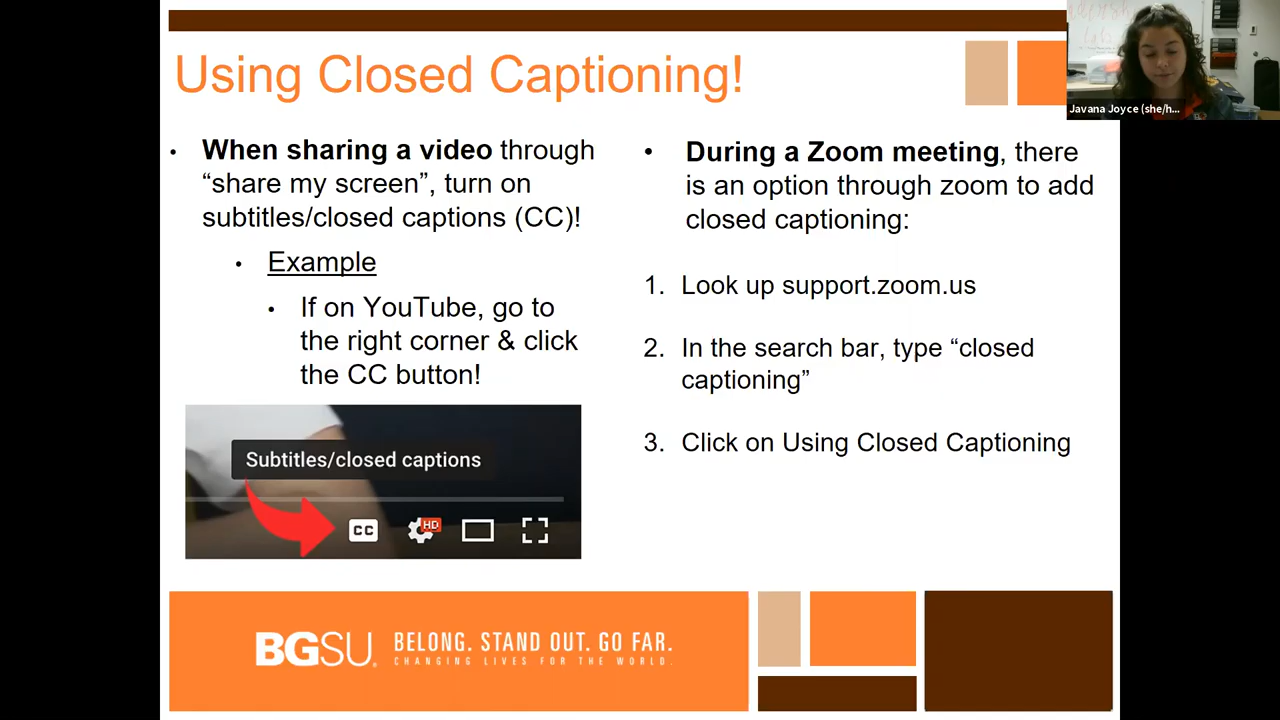 Using Closed Captioning!
When sharing a video through
“share my screen”, turn on
subtitles/closed captions (CC)!
Example
If on YouTube, go to
the right corner & click
the CC button!
Subtitles/closed captions
CC
HD
During a Zoom meeting, there
is an option through zoom to add
closed captioning:
1. Look up support.zoom.us
2. In the search bar, type “closed
captioning”
3. Click on Using Closed Captioning
Javana Joyce (she/h...
BGSU® BELONG. STAND OUT. GO FAR.
CHANGING LIVES FOR THE WORLD.